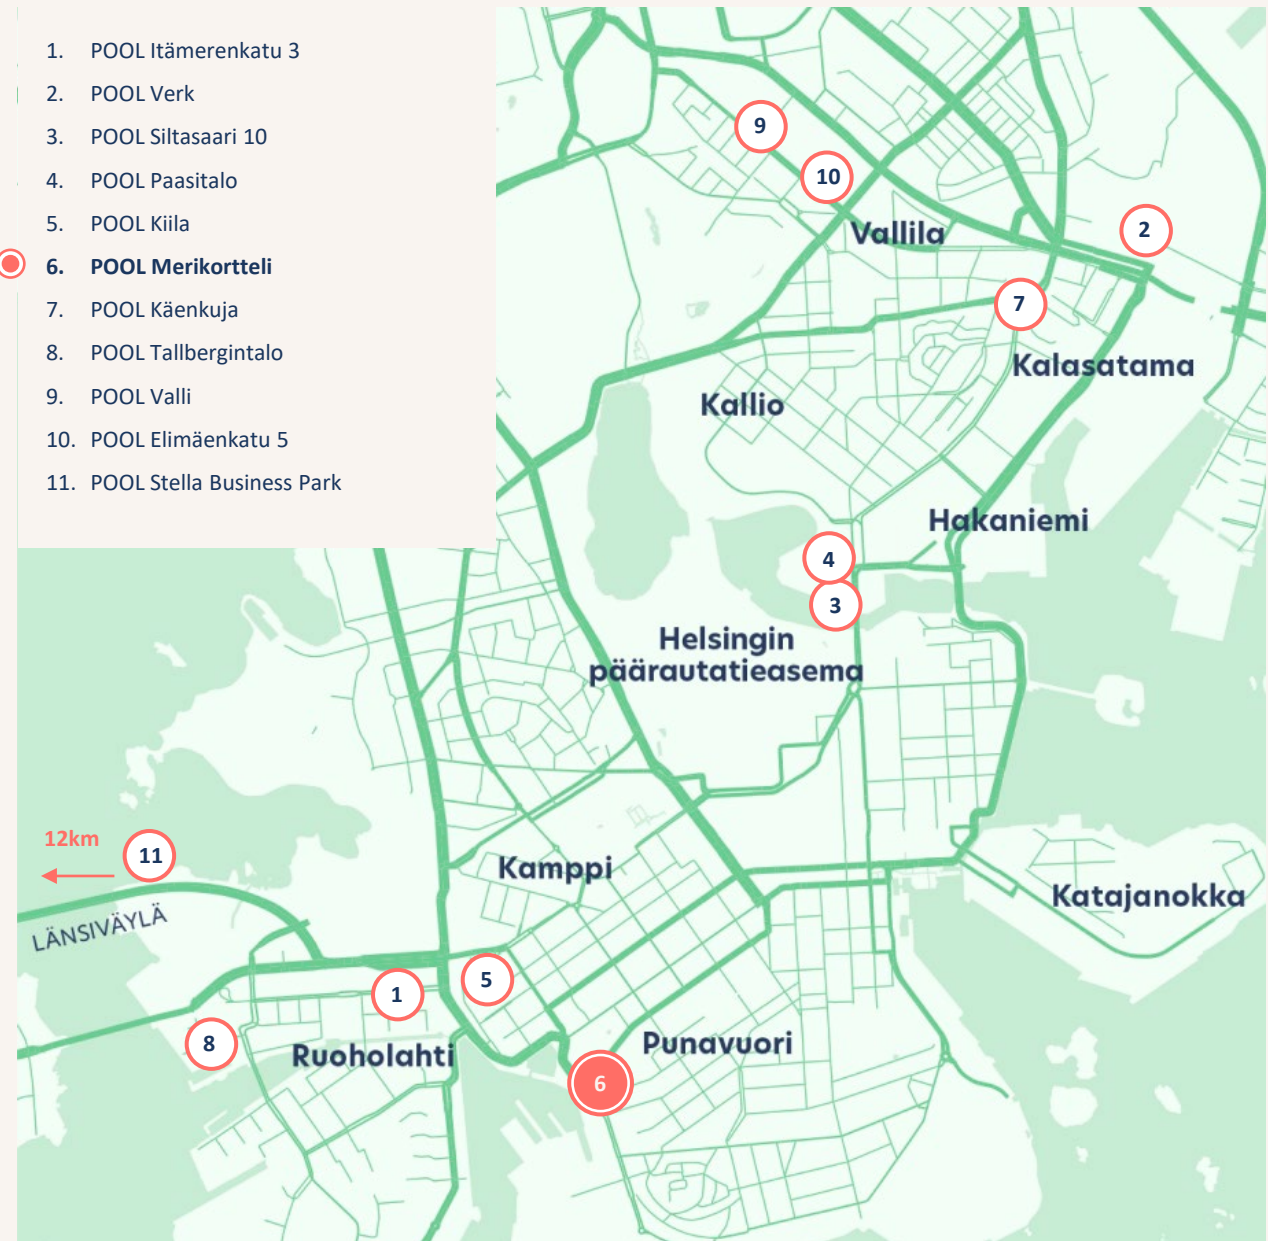 1. POOL Itämerenkatu 3
2. POOL Verk
3. POOL Siltasaari 10
4. POOL Paasitalo
5. POOL Kiila
6. POOL Merikortteli
7. POOL Käenkuja
8. POOL Tallbergintalo
9. POOL Valli
10. POOL Elimäenkatu 5
11. POOL Stella Business Park
9
10
Vallila
2
7
Kalasatama
Kallio
Hakaniemi
4
3
Helsingin
päärautatieasema
12km
11
Kamppi
Katajanokka
LÄNSIVÄYLÄ
5
1
8
Ruoholahti
Punavuori
6